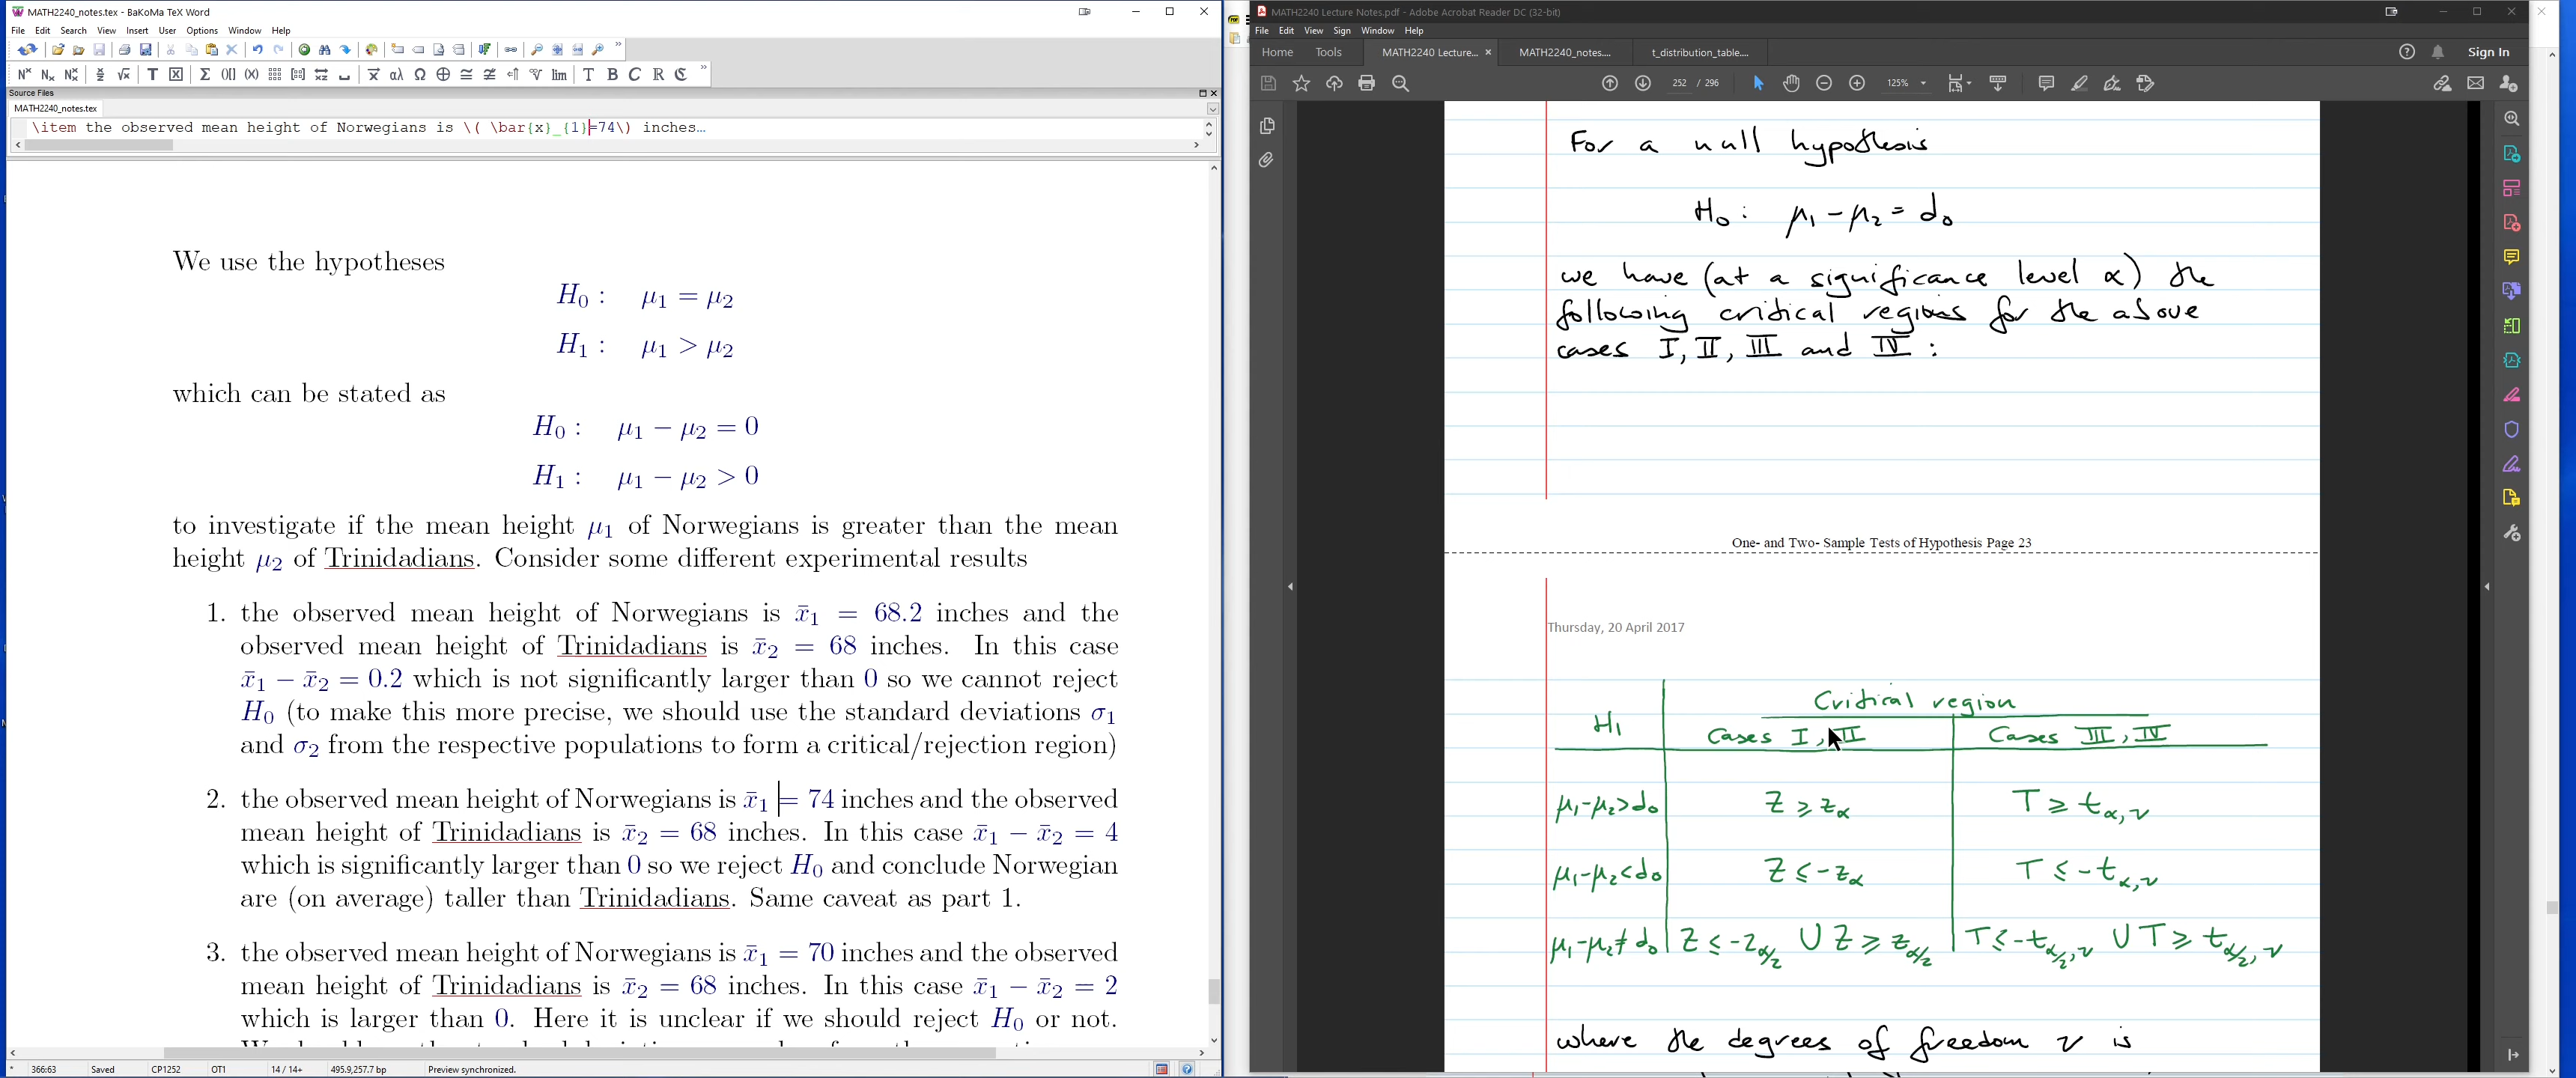 MATH2240_notes.tex - BaKoMa TeX Word
File Edit Search View Insert User Options Window Help
Source Files
MATH2240_notes.tex
\item the observed mean height of Norwegians is \( \bar{x}_{1}=74\) inches…
We use the hypotheses
H₀ : μ₁ = μ₂
H₁ : μ₁ > μ₂
which can be stated as
H₀ : μ₁ − μ₂ = 0
H₁ : μ₁ − μ₂ > 0
to investigate if the mean height μ₁ of Norwegians is greater than the mean
height μ₂ of Trinidadians. Consider some different experimental results
1. the observed mean height of Norwegians is x̄₁ = 68.2 inches and the
observed mean height of Trinidadians is x̄₂ = 68 inches. In this case
x̄₁ − x̄₂ = 0.2 which is not significantly larger than 0 so we cannot reject
H₀ (to make this more precise, we should use the standard deviations σ₁
and σ₂ from the respective populations to form a critical/rejection region)
2. the observed mean height of Norwegians is x̄₁ = 74 inches and the observed
mean height of Trinidadians is x̄₂ = 68 inches. In this case x̄₁ − x̄₂ = 4
which is significantly larger than 0 so we reject H₀ and conclude Norwegian
are (on average) taller than Trinidadians. Same caveat as part 1.
3. the observed mean height of Norwegians is x̄₁ = 70 inches and the observed
mean height of Trinidadians is x̄₂ = 68 inches. In this case x̄₁ − x̄₂ = 2
which is larger than 0. Here it is unclear if we should reject H₀ or not.
366:63 Saved CP1252 OT1 14 / 14+ 495.9,257.7 bp Preview synchronized.
MATH2240 Lecture Notes.pdf - Adobe Acrobat Reader DC (32-bit)
File Edit View Sign Window Help
Home Tools MATH2240 Lecture... MATH2240_notes.... t_distribution_table.... Sign In
252 / 296 125%
For a null hypothesis
H₀ : μ₁ − μ₂ = d₀
we have (at a significance level α) the
following critical regions for the above
cases I, II, III and IV :
One- and Two- Sample Tests of Hypothesis Page 23
Thursday, 20 April 2017
Critical region
H₁ Cases I, II Cases III, IV
μ₁-μ₂>d₀ Z ⩾ z_α T ⩾ t_α,ν
μ₁-μ₂<d₀ Z ⩽ -z_α T ⩽ -t_α,ν
μ₁-μ₂≠d₀ Z ⩽ -z_α/2 ∪ Z ⩾ z_α/2 T ⩽ -t_α/2,ν ∪ T ⩾ t_α/2,ν
where the degrees of freedom ν is